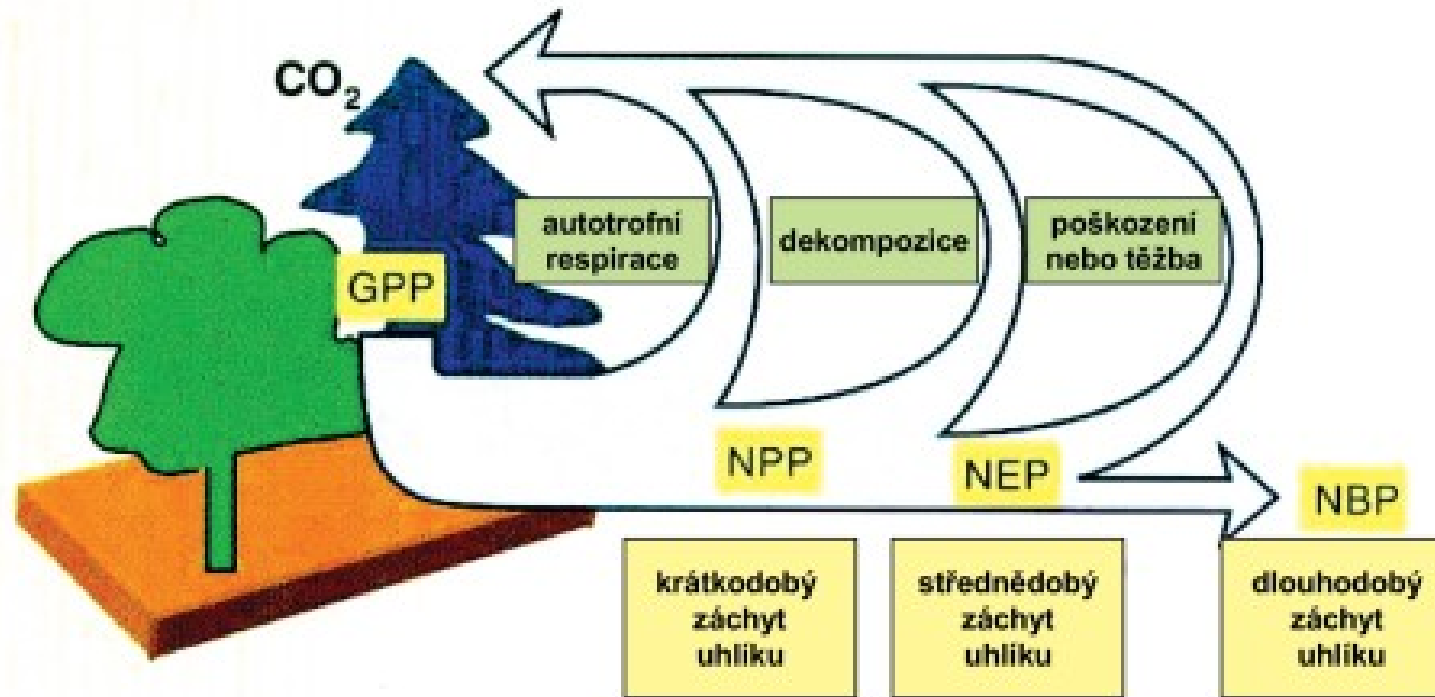 CO2
GPP
autotrofní
respirace
dekompozice
poškození
nebo těžba
NPP
NEP
NBP
krátkodobý
záchyt
uhlíku
střednědobý
záchyt
uhlíku
dlouhodobý
záchyt
uhlíku